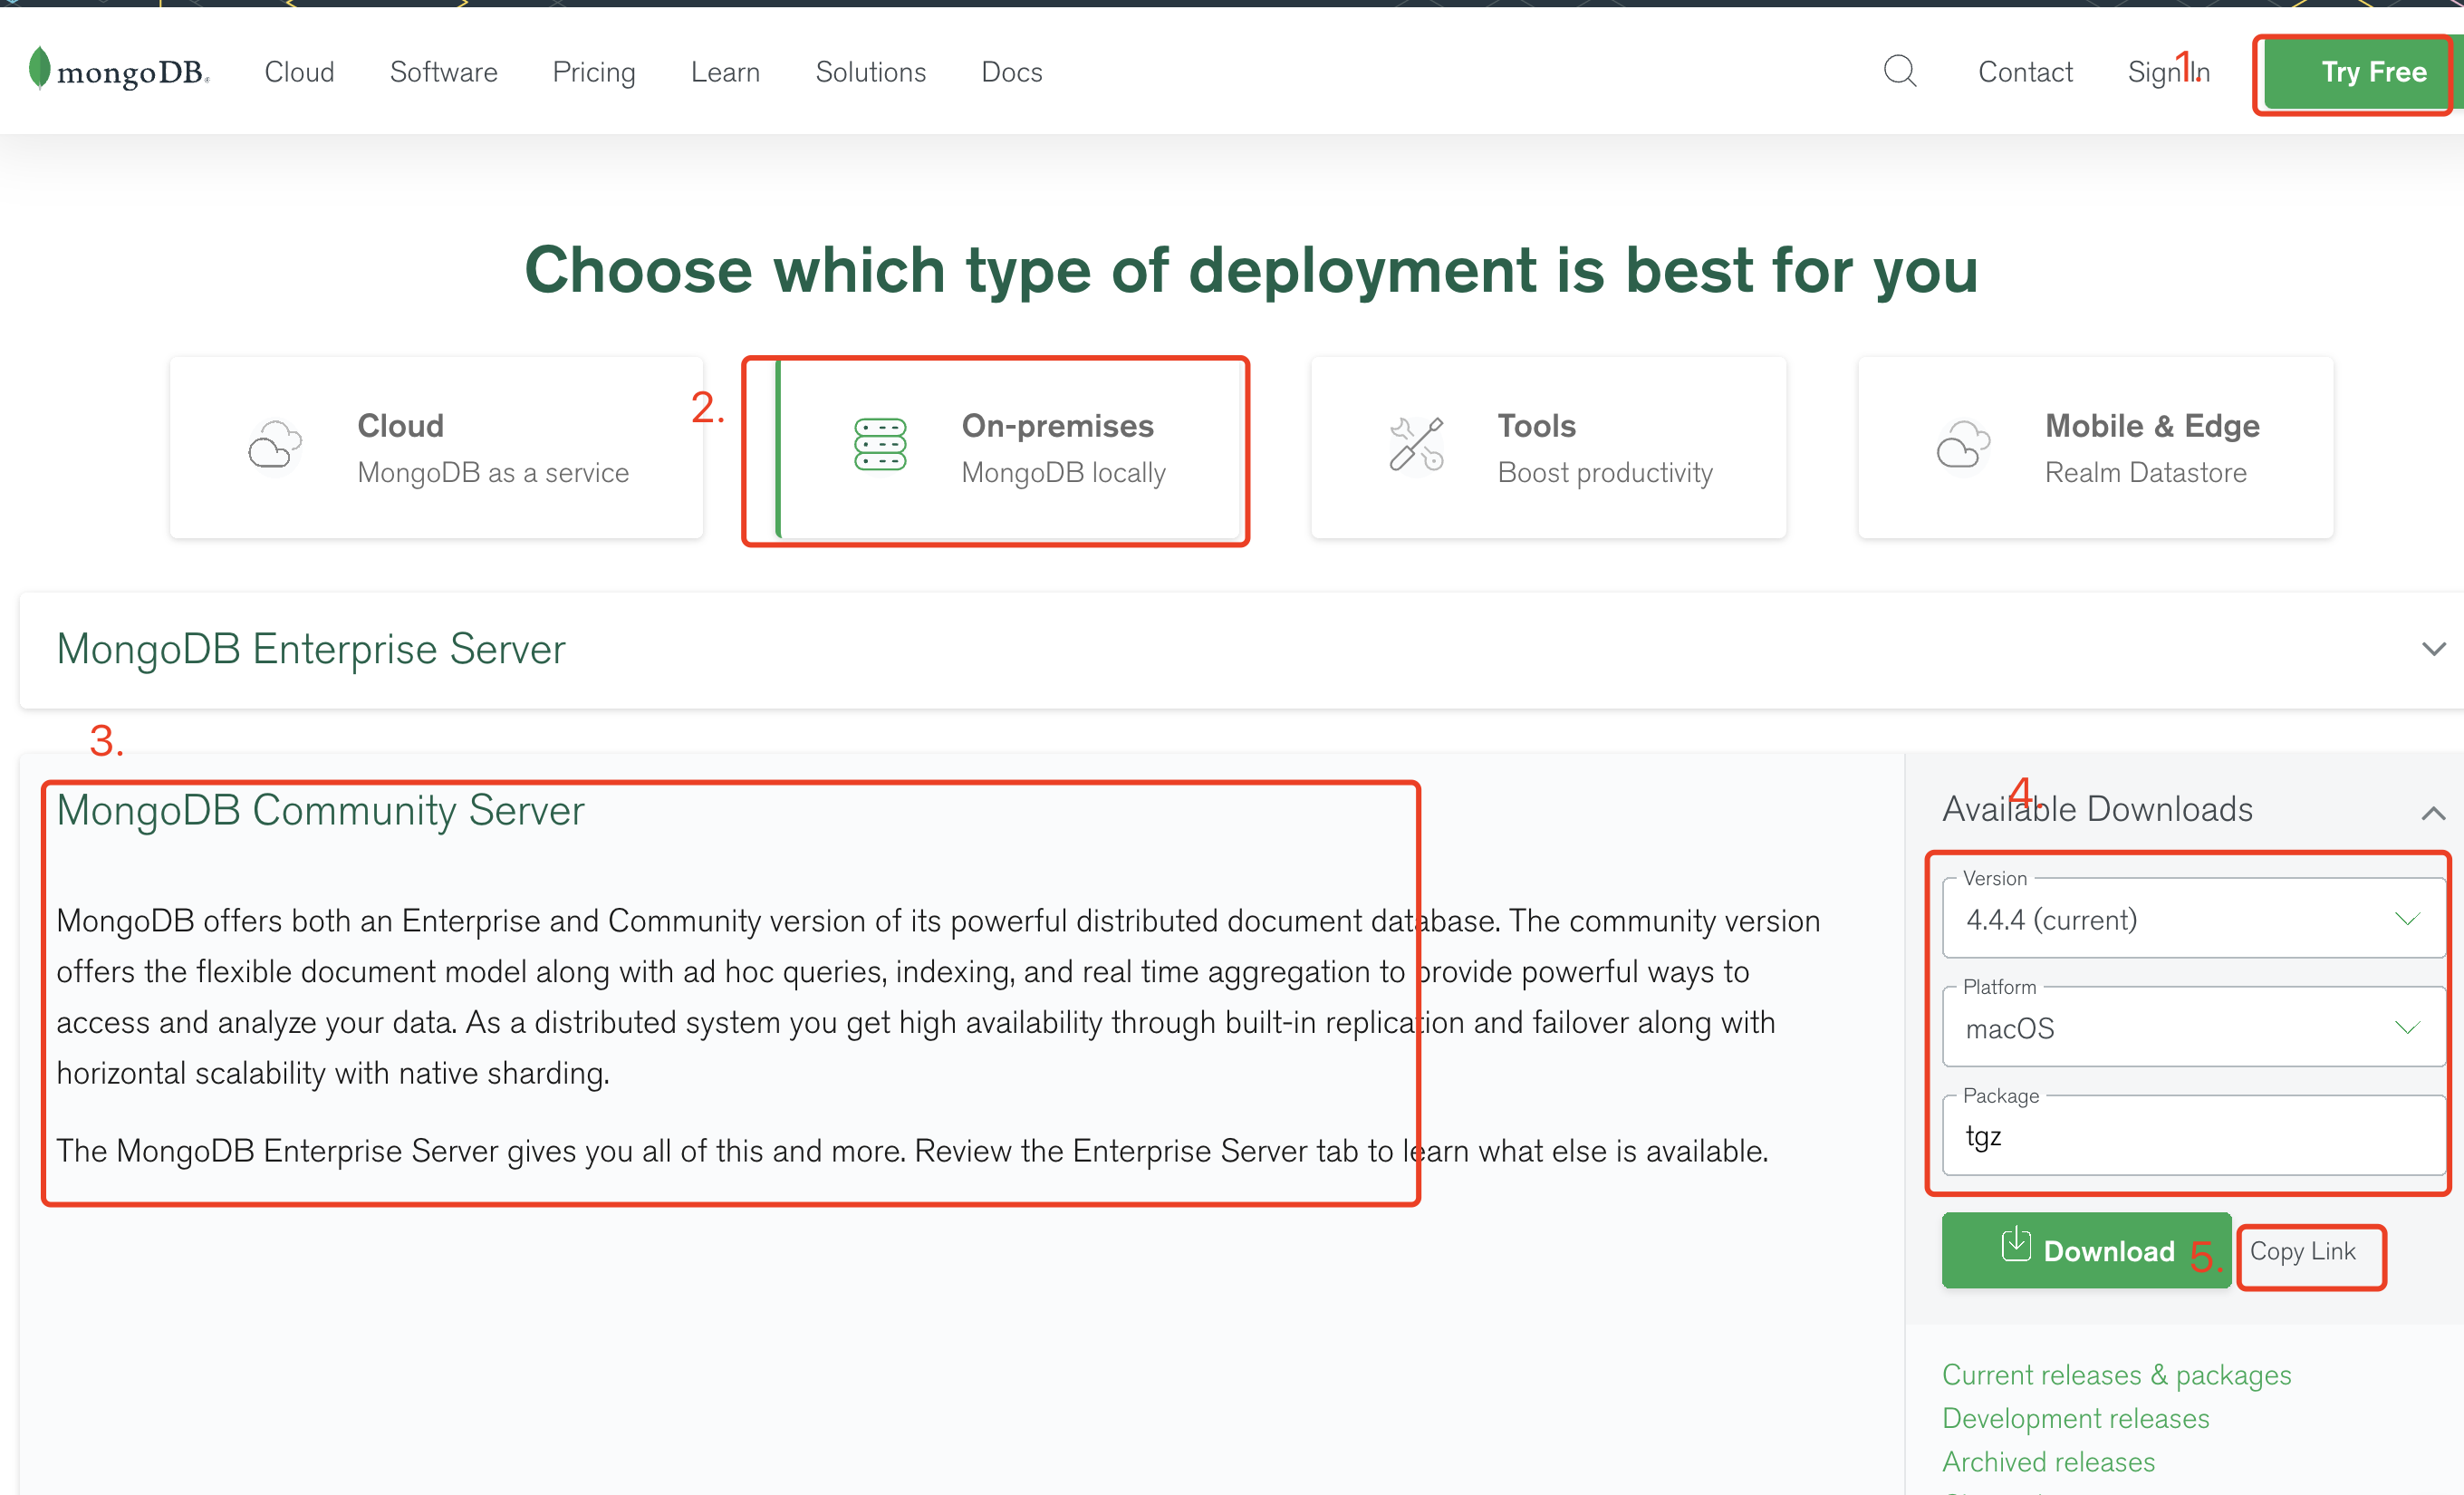 mongoDB.
Cloud
Software
Pricing
Learn
Solutions
Docs
Contact
Sign In
1.
Try Free
Choose which type of deployment is best for you
Cloud
MongoDB as a service
2.
On-premises
MongoDB locally
Tools
Boost productivity
Mobile & Edge
Realm Datastore
MongoDB Enterprise Server
3.
MongoDB Community Server
MongoDB offers both an Enterprise and Community version of its powerful distributed document database. The community version
offers the flexible document model along with ad hoc queries, indexing, and real time aggregation to provide powerful ways to
access and analyze your data. As a distributed system you get high availability through built-in replication and failover along with
horizontal scalability with native sharding.
The MongoDB Enterprise Server gives you all of this and more. Review the Enterprise Server tab to learn what else is available.
4.
Available Downloads
Version
4.4.4 (current)
Platform
macOS
Package
tgz
Download
5.
Copy Link
Current releases & packages
Development releases
Archived releases